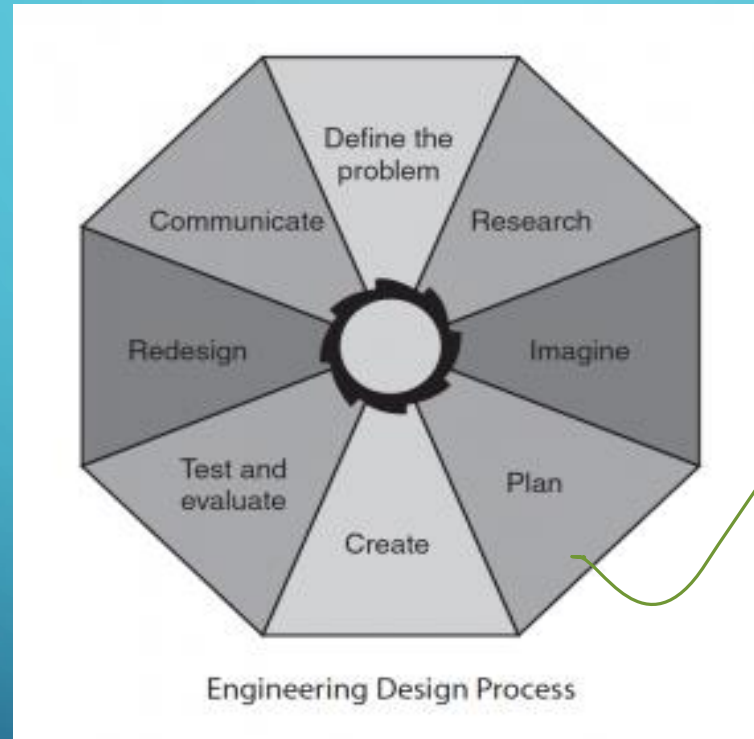 Define the
problem
Research
Imagine
Plan
Create
Test and
evaluate
Redesign
Communicate
Engineering Design Process